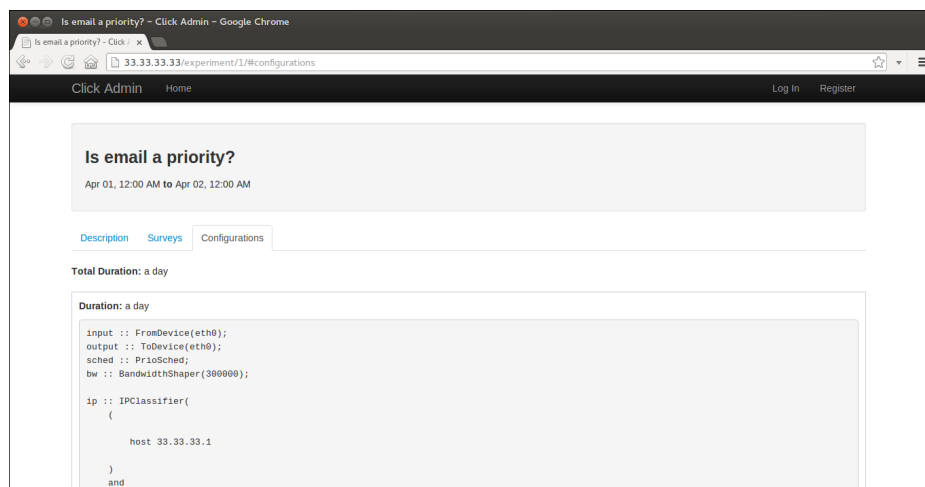 Is email a priority? – Click Admin – Google Chrome
Is email a priority? - Click
33.33.33.33/experiment/1/#configurations
Click Admin Home Log In Register
Is email a priority?
Apr 01, 12:00 AM to Apr 02, 12:00 AM
Description Surveys Configurations
Total Duration: a day
Duration: a day
input :: FromDevice(eth0);
output :: ToDevice(eth0);
sched :: PrioSched;
bw :: BandwidthShaper(300000);
ip :: IPClassifier(
(
host 33.33.33.1
)
and